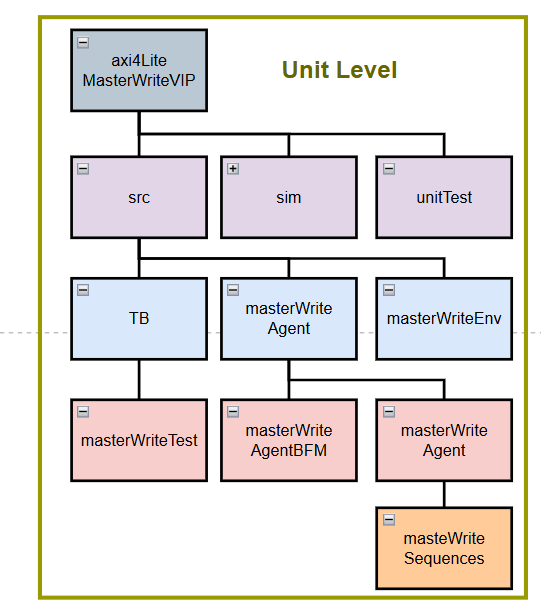 axi4Lite
MasterWriteVIP
Unit Level
src
sim
unitTest
TB
masterWrite
Agent
masterWriteEnv
masterWriteTest
masterWrite
AgentBFM
masterWrite
Agent
masteWrite
Sequences